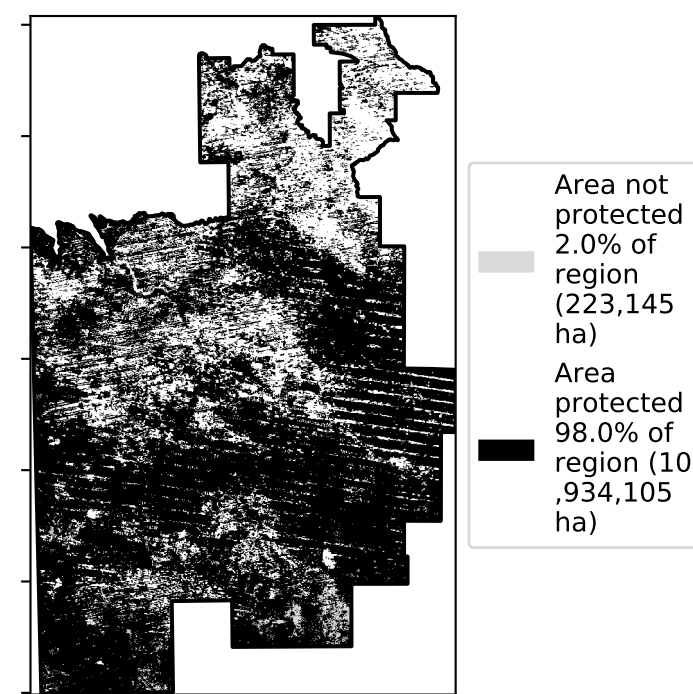 Area not
protected
2.0% of
region
(223,145
ha)
Area
protected
98.0% of
region (10
,934,105
ha)